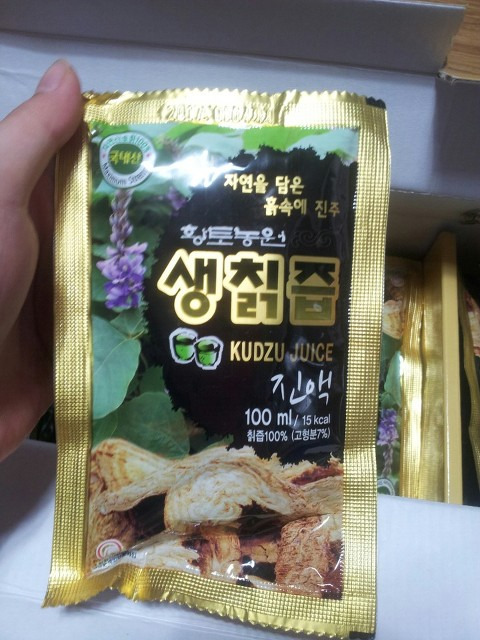 국내산
자연을 담은
흙속에 진주
황토농원
생칡즙
KUDZU JUICE
진액
100 ml / 15 kcal
칡즙100% (고형분7%)